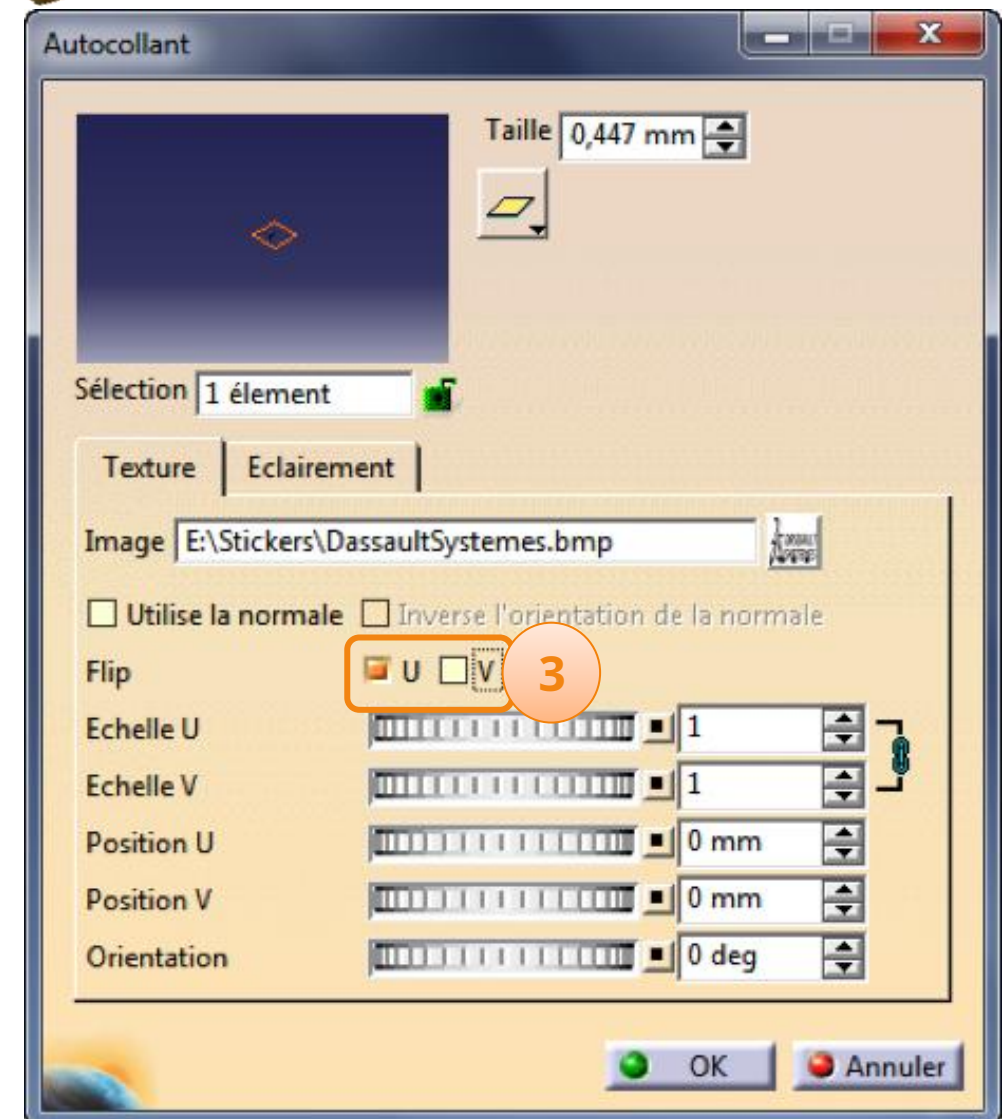 Autocollant
Taille 0,447 mm
Sélection 1 élement
Texture Eclairement
Image E:\Stickers\DassaultSystemes.bmp
Utilise la normale Inverse l'orientation de la normale
Flip U V 3
Echelle U 1
Echelle V 1
Position U 0 mm
Position V 0 mm
Orientation 0 deg
OK Annuler